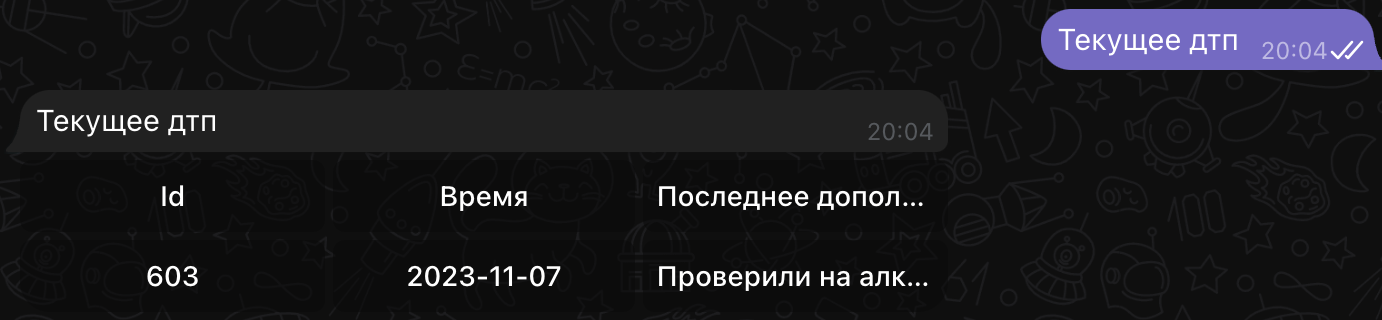 Текущее дтп 20:04
Текущее дтп
20:04
Id Время Последнее допол...
603 2023-11-07 Проверили на алк...